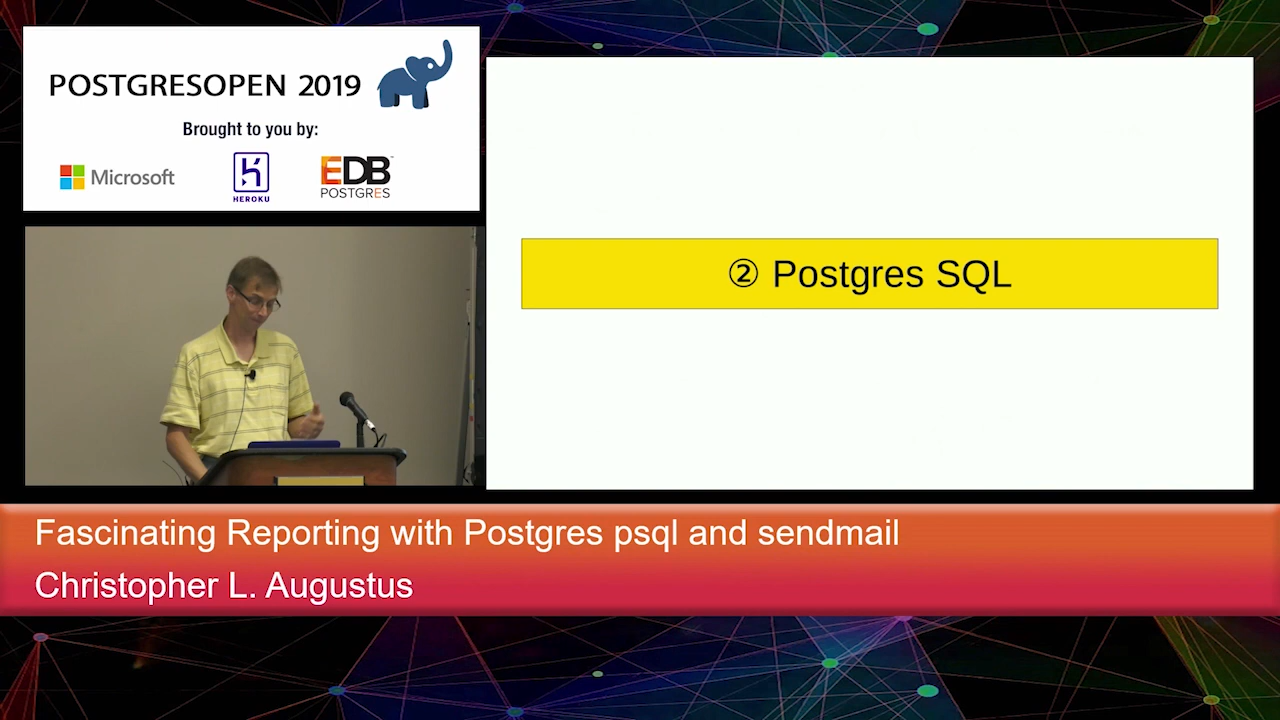 POSTGRESOPEN 2019
Brought to you by:
Microsoft
HEROKU
EDB
POSTGRES
② Postgres SQL
Fascinating Reporting with Postgres psql and sendmail
Christopher L. Augustus